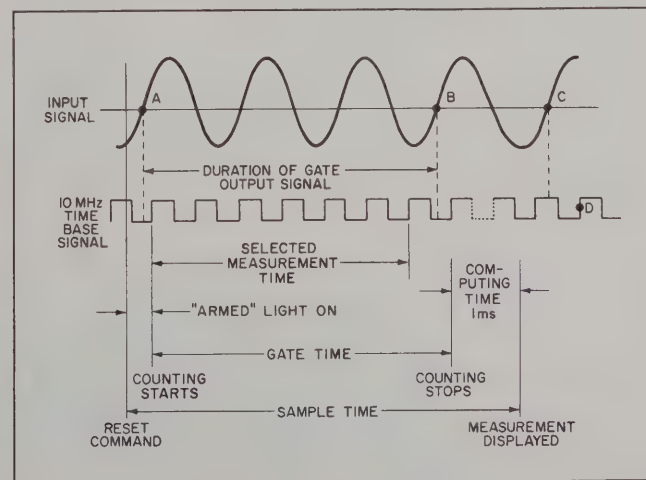 A
B
C
INPUT
SIGNAL
DURATION OF GATE
OUTPUT SIGNAL
10 MHz
TIME
BASE
SIGNAL
D
SELECTED
MEASUREMENT
TIME
COM-
PUTING
TIME
1ms
"ARMED" LIGHT ON
GATE TIME
COUNTING
STARTS
COUNTING
STOPS
SAMPLE TIME
RESET
COMMAND
MEASUREMENT
DISPLAYED